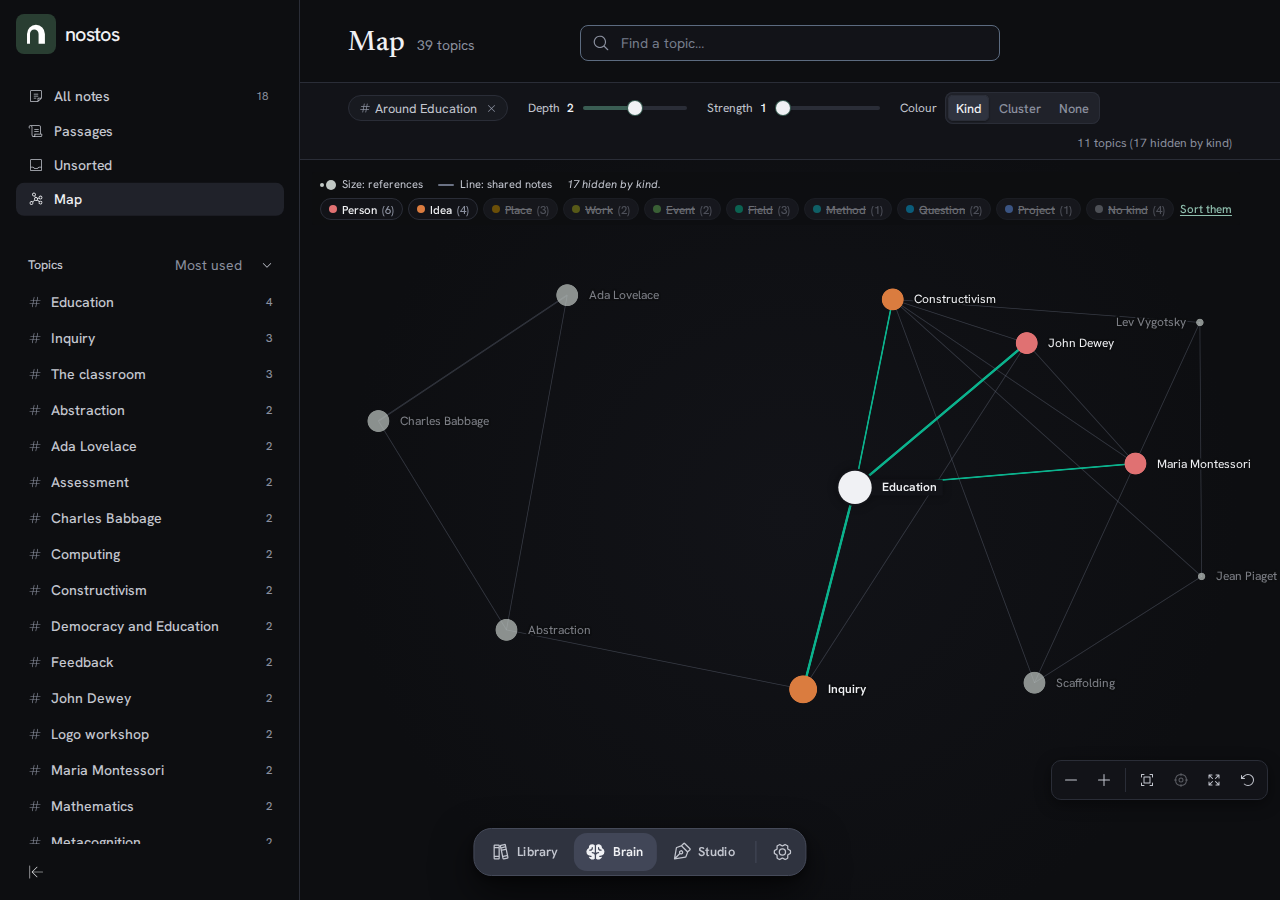 nostos
All notes 18
Passages
Unsorted
Map
Topics Most used
# Education 4
# Inquiry 3
# The classroom 3
# Abstraction 2
# Ada Lovelace 2
# Assessment 2
# Charles Babbage 2
# Computing 2
# Constructivism 2
# Democracy and Education 2
# Feedback 2
# John Dewey 2
# Logo workshop 2
# Maria Montessori 2
# Mathematics 2
# Metacognition 2
Map 39 topics
Find a topic...
# Around Education × Depth 2 Strength 1 Colour Kind Cluster None
11 topics (17 hidden by kind)
Size: references Line: shared notes 17 hidden by kind.
Person (6) Idea (4) Place (3) Work (2) Event (2) Field (3) Method (1) Question (2) Project (1) No kind (4) Sort them
Ada Lovelace
Constructivism
Lev Vygotsky
John Dewey
Charles Babbage
Maria Montessori
Education
Jean Piaget
Abstraction
Scaffolding
Inquiry
Library Brain Studio